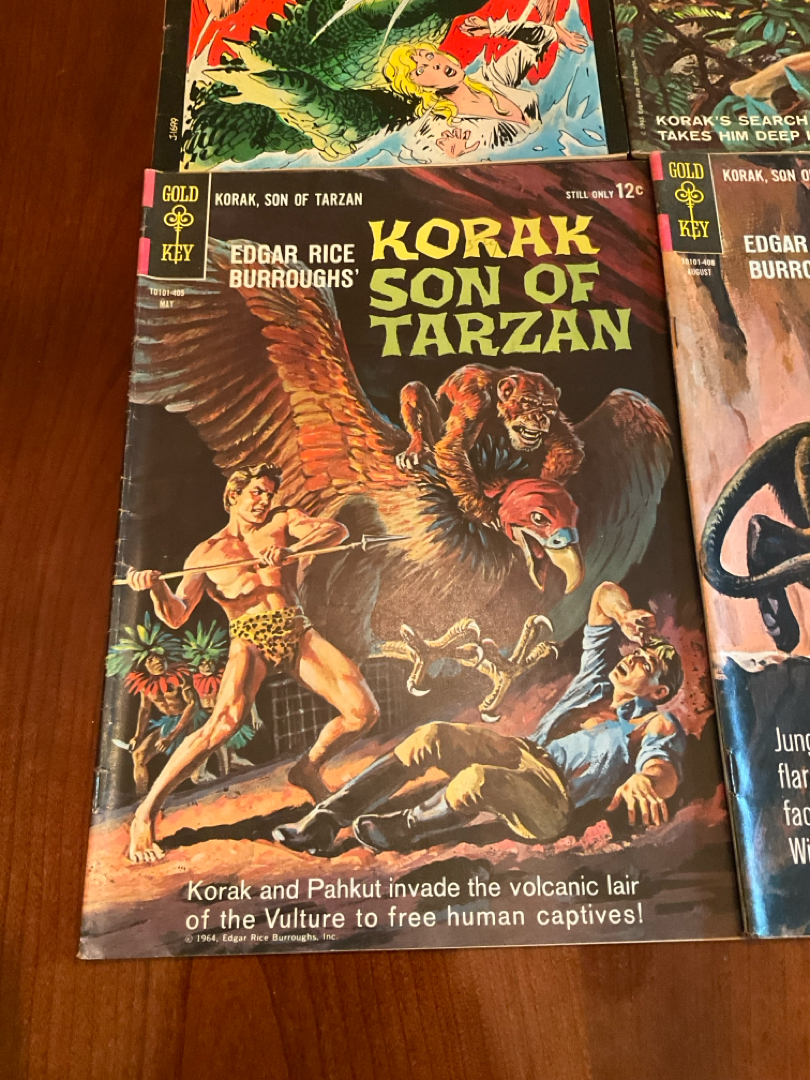 51699
KORAK'S SEARCH
TAKES HIM DEEP
GOLD
KEY
KORAK, SON OF TARZAN
STILL ONLY 12¢
EDGAR RICE
BURROUGHS'
KORAK
SON OF
TARZAN
10101-405
MAY
Korak and Pahkut invade the volcanic lair
of the Vulture to free human captives!
© 1964, Edgar Rice Burroughs, Inc.
GOLD
KEY
KORAK, SON O
10101-408
AUGUST
EDGAR
BURRO
Jung
flar
fac
Wi